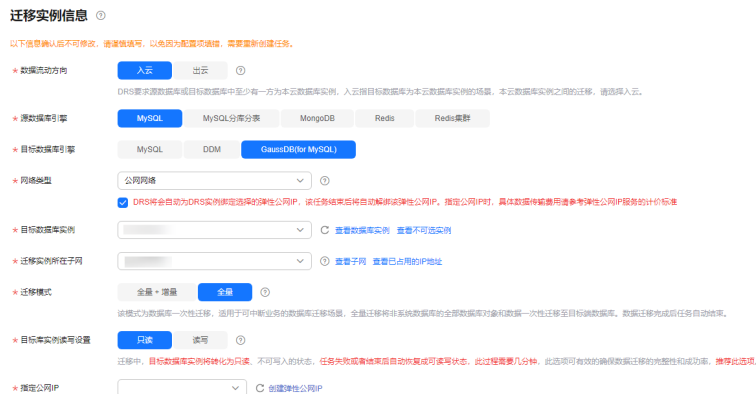 迁移实例信息
以下信息确认后不可修改，请谨慎填写，以免因为配置项填错，需要重新创建任务。
* 数据流动方向 入云 出云
DRS要求源数据库或目标数据库中至少有一方为本云数据库实例，入云指目标数据库为本云数据库实例的场景，本云数据库实例之间的迁移，请选择入云。
* 源数据库引擎 MySQL MySQL分库分表 MongoDB Redis Redis集群
* 目标数据库引擎 MySQL DDM GaussDB(for MySQL)
* 网络类型 公网网络
DRS将会自动为DRS实例绑定选择的弹性公网IP，该任务结束后将自动解绑该弹性公网IP。指定公网IP时，具体数据传输费用请参考弹性公网IP服务的计价标准
* 目标数据库实例 查看数据库实例 查看不可选实例
* 迁移实例所在子网 查看子网 查看已占用的IP地址
* 迁移模式 全量+增量 全量
该模式为数据库一次性迁移，适用于可中断业务的数据库迁移场景，全量迁移将非系统数据库的全部数据库对象和数据一次性迁移至目标端数据库。数据迁移完成后任务自动结束。
* 目标库实例读写设置 只读 读写
迁移中，目标数据库实例将转化为只读、不可写入的状态，任务失败或者结束后自动恢复成可读写状态，此过程需要几分钟，此选项可有效的确保数据迁移的完整性和成功率，推荐此选项。
* 指定公网IP 创建弹性公网IP